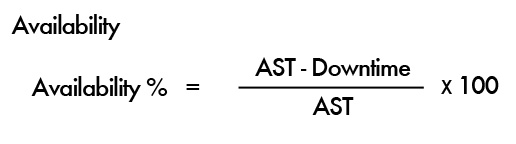 Availability
AST - Downtime
Availability % = x 100
AST